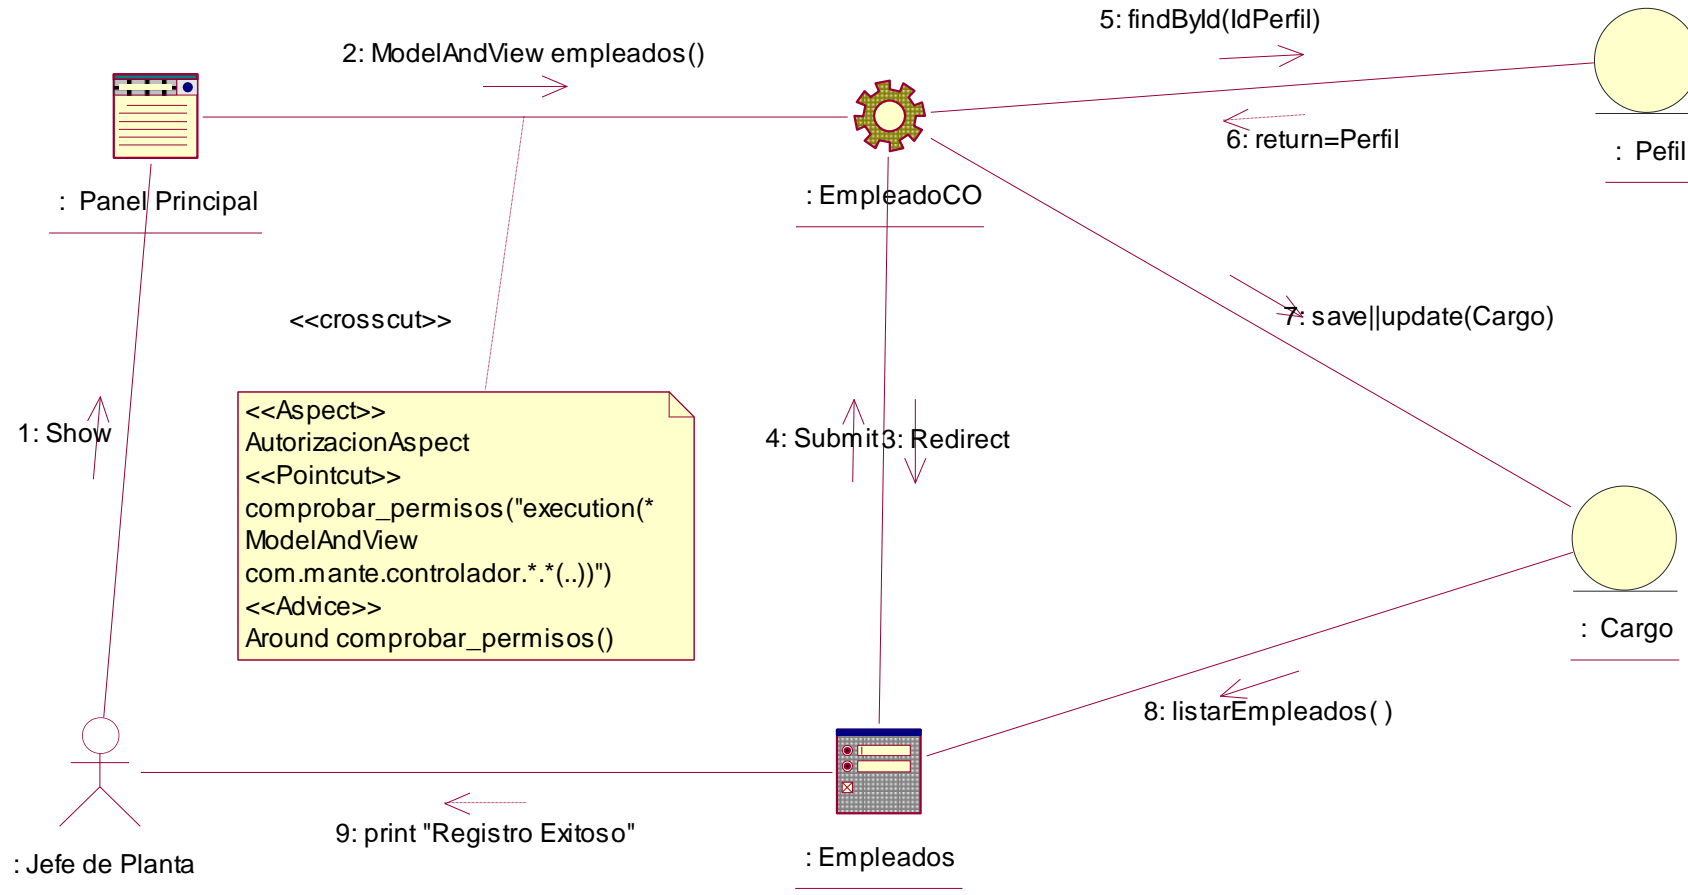 5: findById(IdPerfil)
2: ModelAndView empleados()
6: return=Perfil
: Pefil
: Panel Principal
: EmpleadoCO
<<crosscut>>
7: save||update(Cargo)
<<Aspect>>
AutorizacionAspect
<<Pointcut>>
comprobar_permisos("execution(*
ModelAndView
com.mante.controlador.*.*(..))")
<<Advice>>
Around comprobar_permisos()
1: Show
4: Submit
3: Redirect
: Cargo
8: listarEmpleados( )
9: print "Registro Exitoso"
: Jefe de Planta
: Empleados